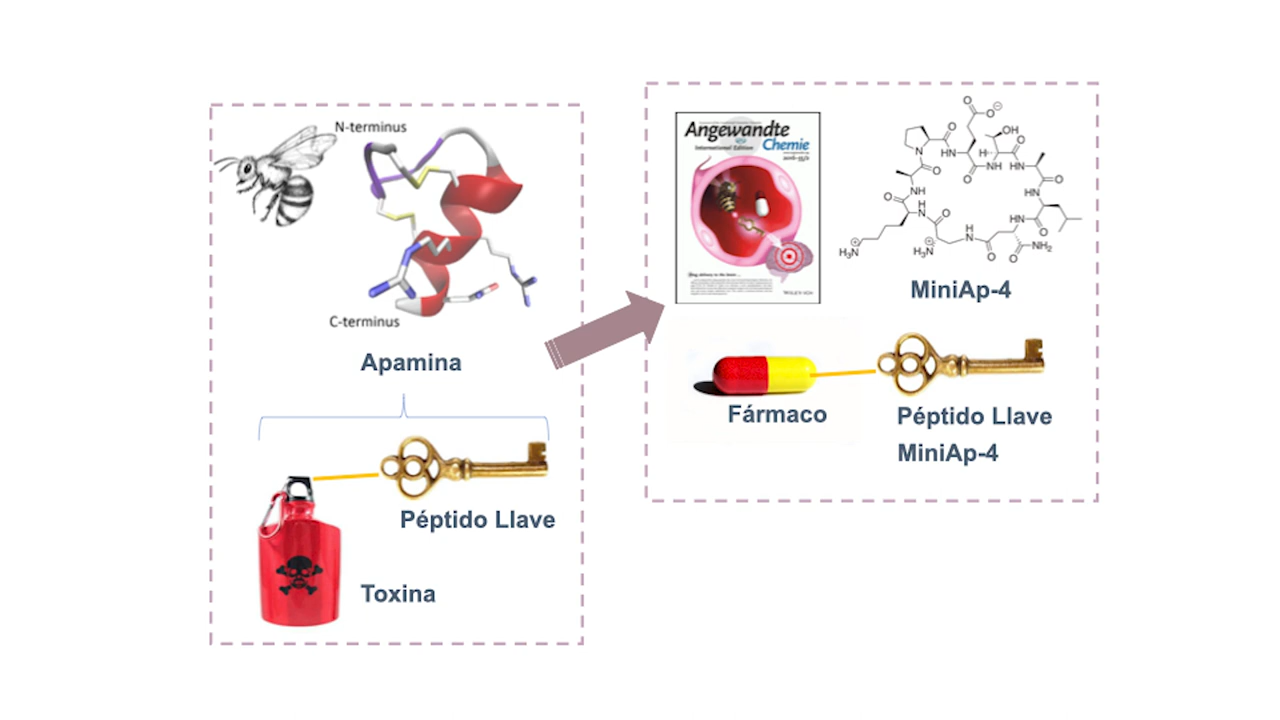 N-terminus
C-terminus
Apamina
Péptido Llave
Toxina
Angewandte
International Edition
Chemie
MiniAp-4
Fármaco
Péptido Llave
MiniAp-4